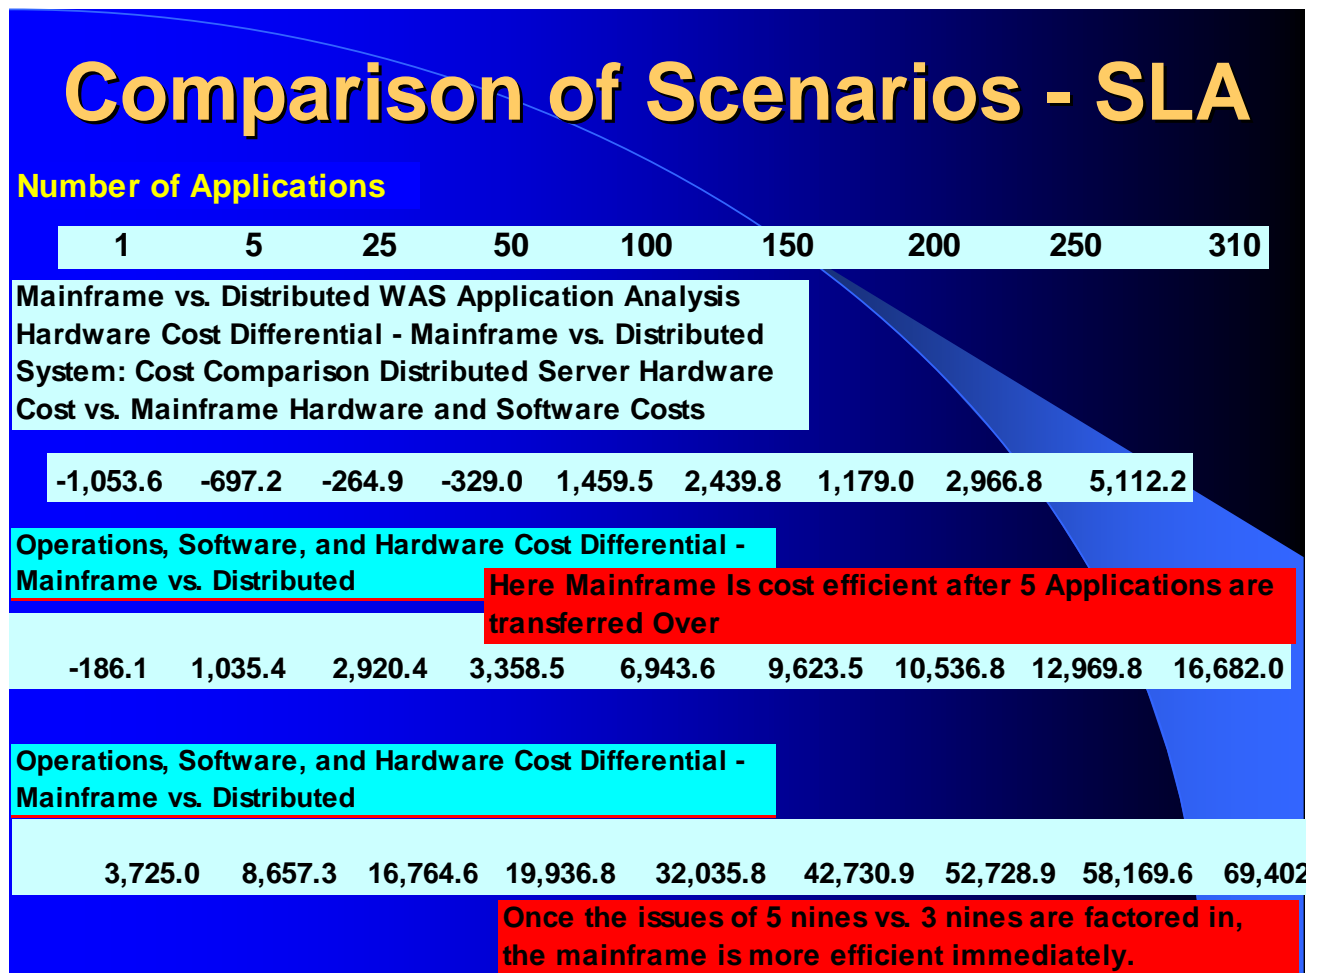 Comparison of Scenarios - SLA
Number of Applications
1 5 25 50 100 150 200 250 310
Mainframe vs. Distributed WAS Application Analysis
Hardware Cost Differential - Mainframe vs. Distributed
System: Cost Comparison Distributed Server Hardware
Cost vs. Mainframe Hardware and Software Costs
-1,053.6 -697.2 -264.9 -329.0 1,459.5 2,439.8 1,179.0 2,966.8 5,112.2
Operations, Software, and Hardware Cost Differential -
Mainframe vs. Distributed
Here Mainframe Is cost efficient after 5 Applications are
transferred Over
-186.1 1,035.4 2,920.4 3,358.5 6,943.6 9,623.5 10,536.8 12,969.8 16,682.0
Operations, Software, and Hardware Cost Differential -
Mainframe vs. Distributed
3,725.0 8,657.3 16,764.6 19,936.8 32,035.8 42,730.9 52,728.9 58,169.6 69,402
Once the issues of 5 nines vs. 3 nines are factored in,
the mainframe is more efficient immediately.